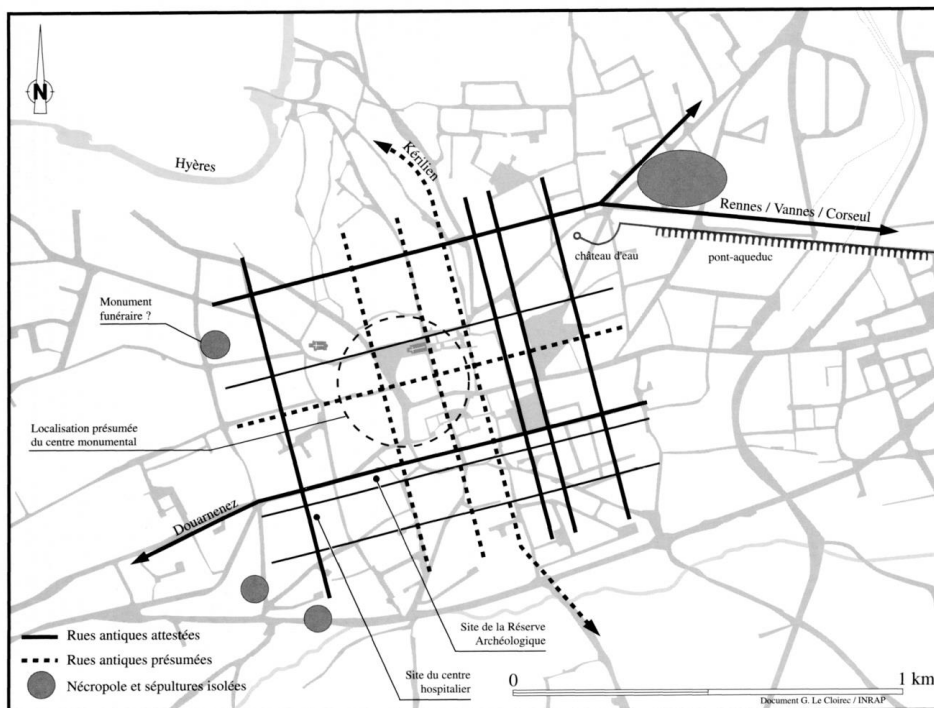 N
Hyères
Kérilien
Rennes / Vannes / Corseul
château d'eau
pont-aqueduc
Monument
funéraire ?
Localisation présumée
du centre monumental
Douarnenez
Site de la Réserve
Archéologique
Site du centre
hospitalier
Rues antiques attestées
Rues antiques présumées
Nécropole et sépultures isolées
0
1 km
Document G. Le Cloirec / INRAP